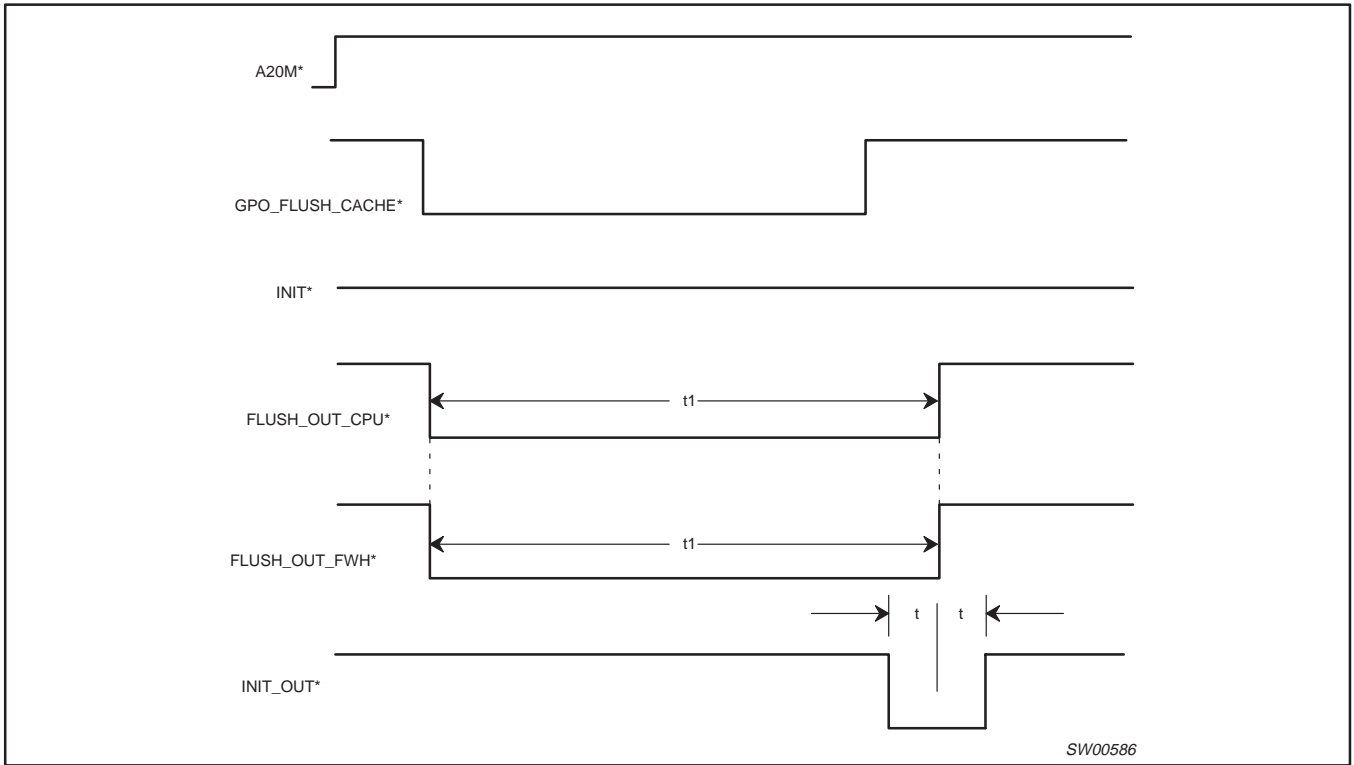 A20M*
GPO_FLUSH_CACHE*
INIT*
t1
FLUSH_OUT_CPU*
t1
FLUSH_OUT_FWH*
t t
INIT_OUT*
SW00586